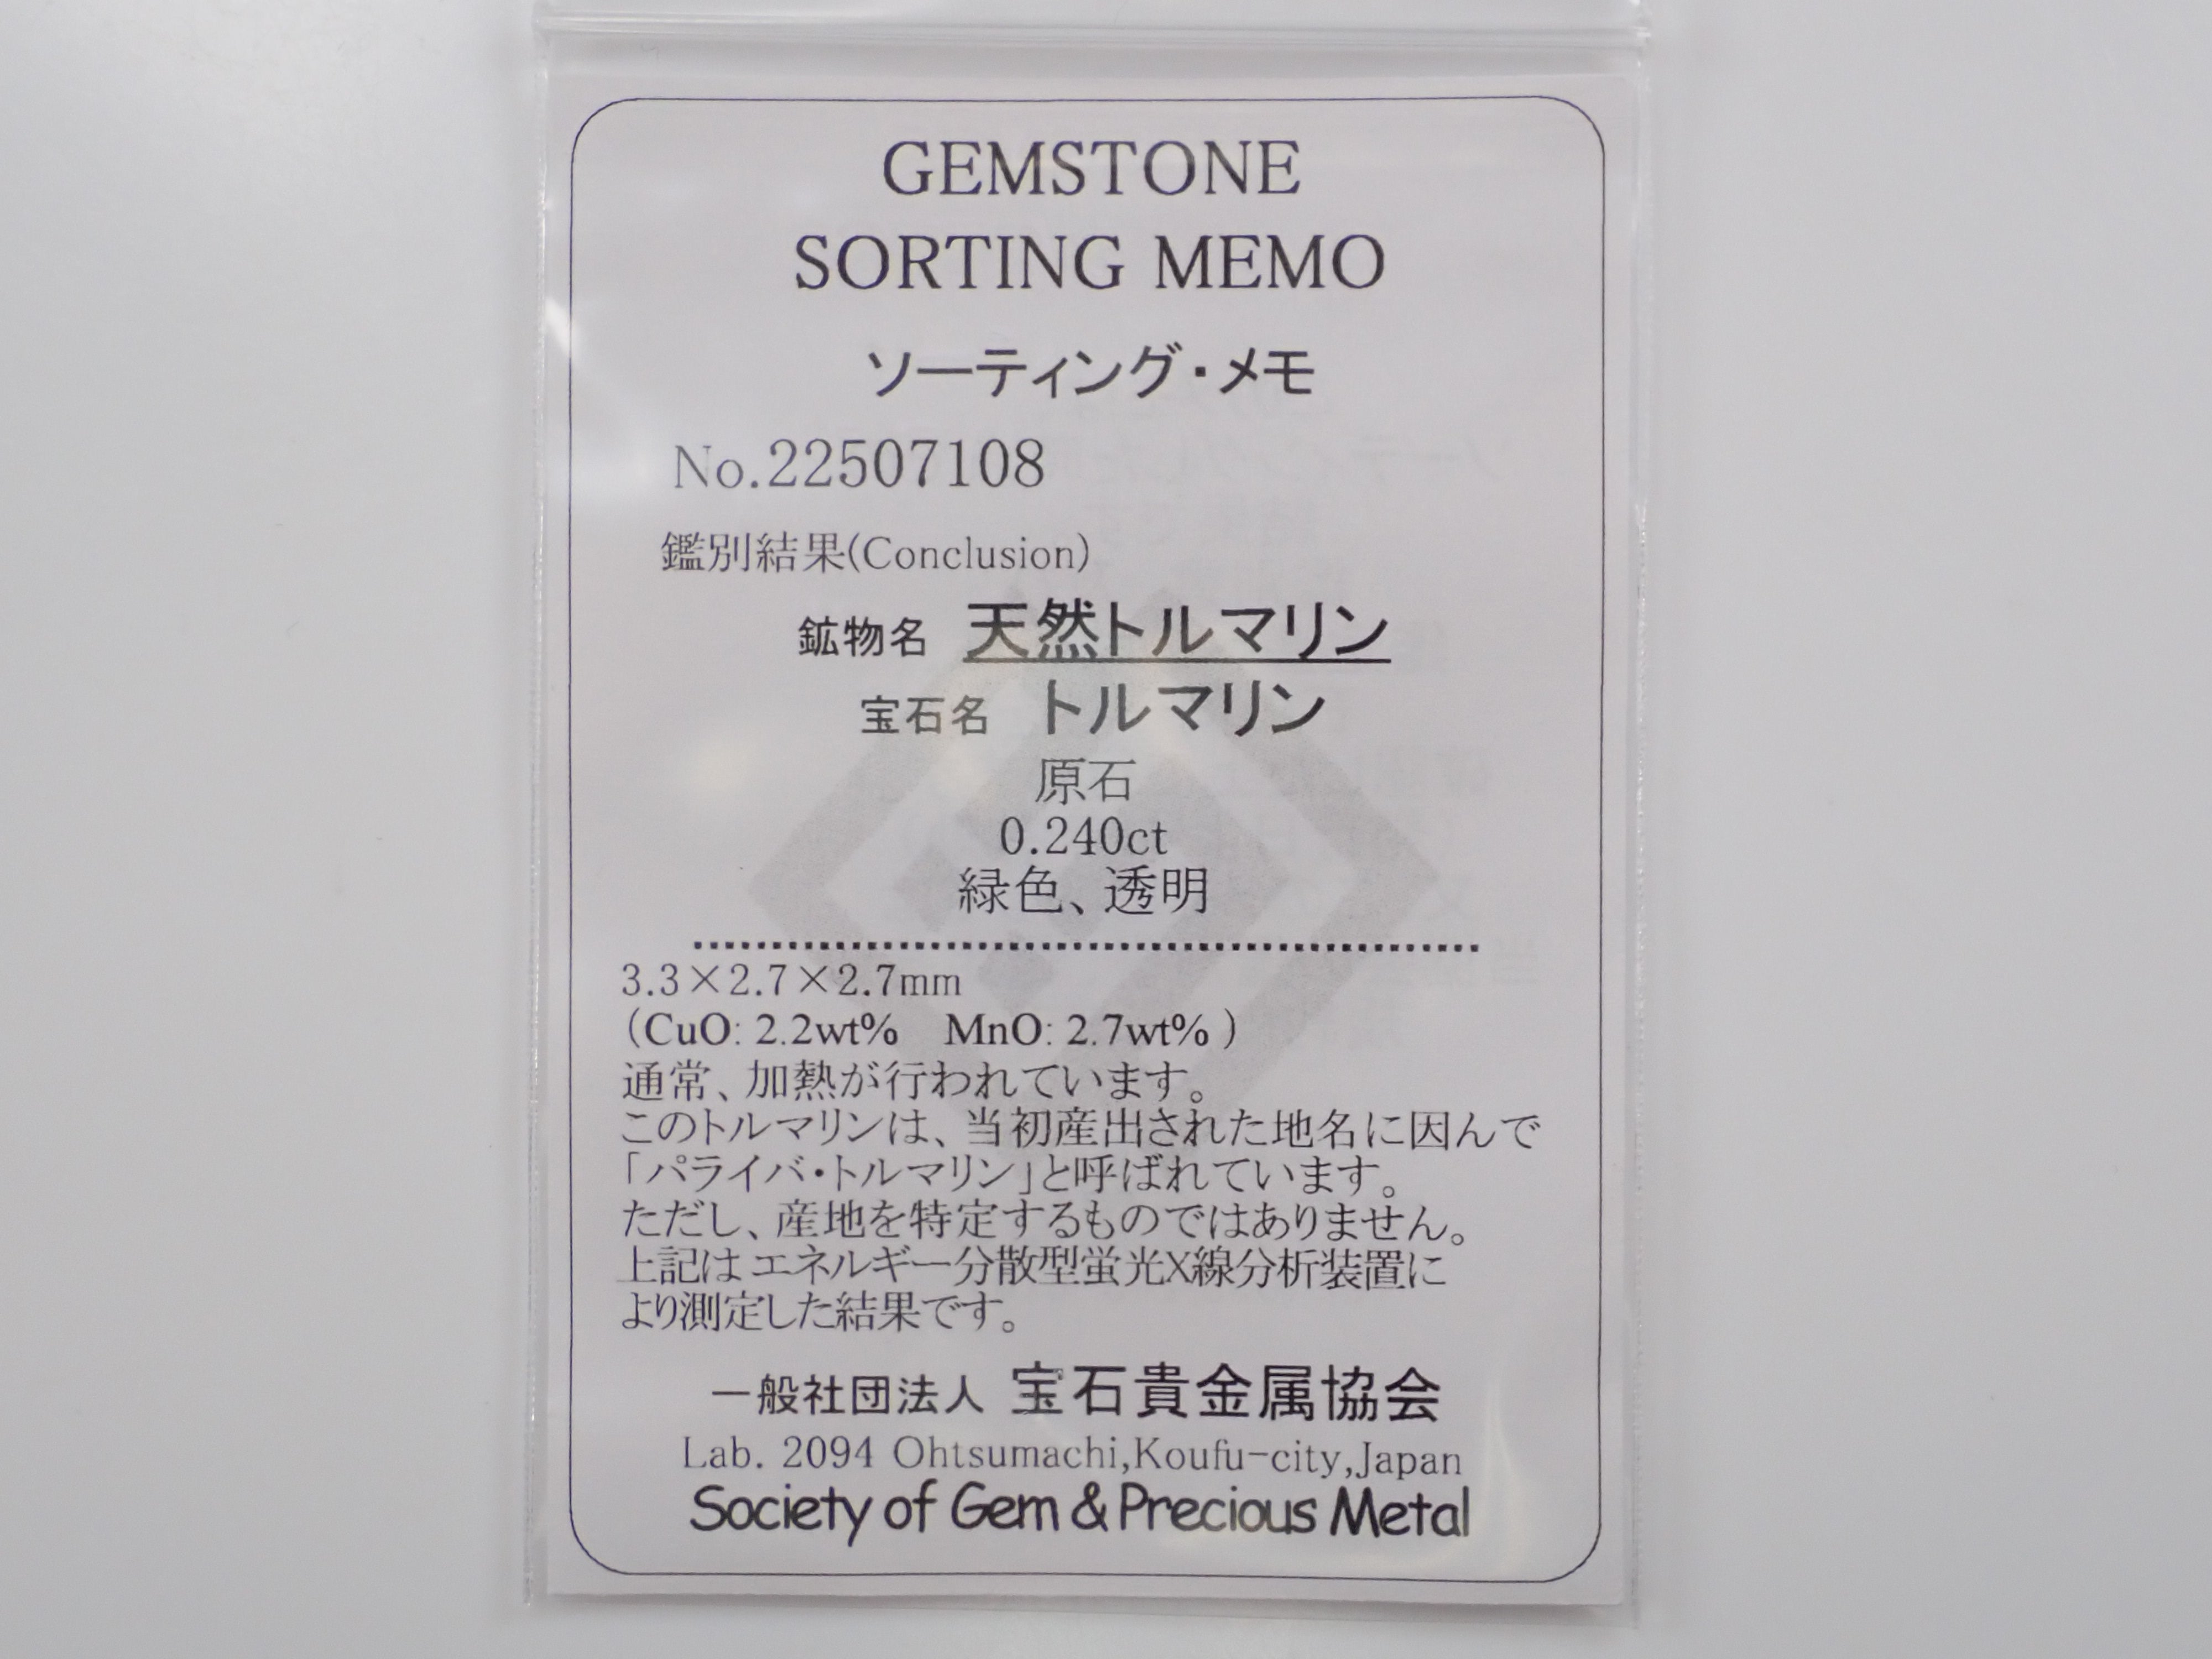 GEMSTONE
SORTING MEMO
ソーティング・メモ
No.22507108
鑑別結果(Conclusion)
鉱物名 天然トルマリン
宝石名 トルマリン
原石
0.240ct
緑色、透明
3.3×2.7×2.7mm
(CuO: 2.2wt% MnO: 2.7wt% )
通常、加熱が行われています。
このトルマリンは、当初産出された地名に因んで
「パライバ・トルマリン」と呼ばれています。
ただし、産地を特定するものではありません。
上記はエネルギー分散型蛍光X線分析装置に
より測定した結果です。
一般社団法人 宝石貴金属協会
Lab. 2094 Ohtsumachi,Koufu-city,Japan
Society of Gem & Precious Metal